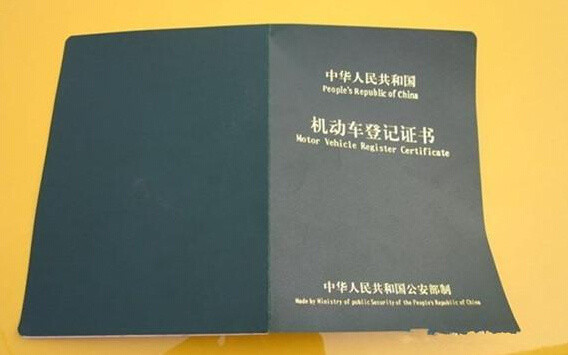 中华人民共和国
People's Republic of China
机动车登记证书
Motor Vehicle Register Certificate
中华人民共和国公安部制
Made by Ministry of public Security of the People's Republic of China